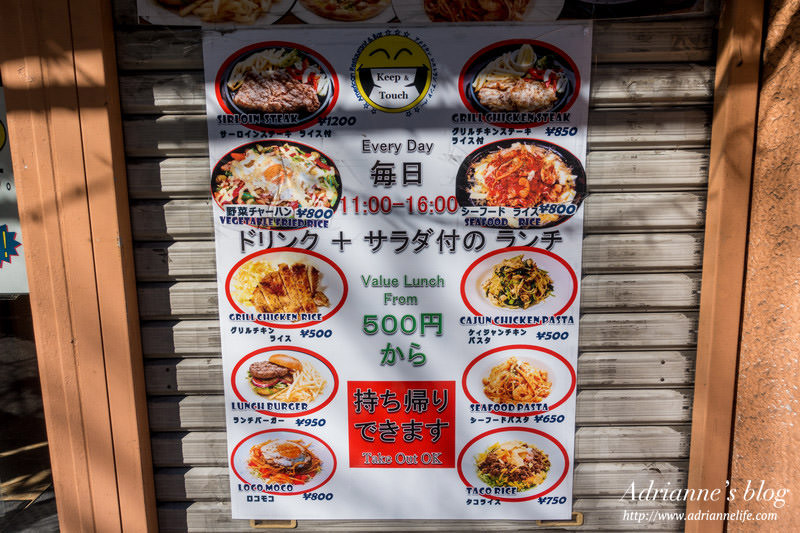 American Restaurant & Bar
Keep &
Touch
SIRLOIN STEAK ¥1200
サーロインステーキ ライス付
GRILL CHICKEN STEAK
グリルチキンステーキ ¥850
ライス付
Every Day
毎日
11:00-16:00
野菜チャーハン ¥800
VEGETABLE FRIED RICE
シーフード ライス ¥800
SEAFOOD RICE
ドリンク + サラダ付の ランチ
Value Lunch
From
500円
から
GRILL CHICKEN RICE
グリルチキン
ライス ¥500
CAJUN CHICKEN PASTA
ケイジャンチキン
パスタ ¥500
LUNCH BURGER
ランチバーガー ¥950
SEAFOOD PASTA
シーフードパスタ ¥650
持ち帰り
できます
Take Out OK
LOCO MOCO
ロコモコ ¥800
TACO RICE
タコライス ¥750
Adrianne's blog
http://www.adriannelife.com